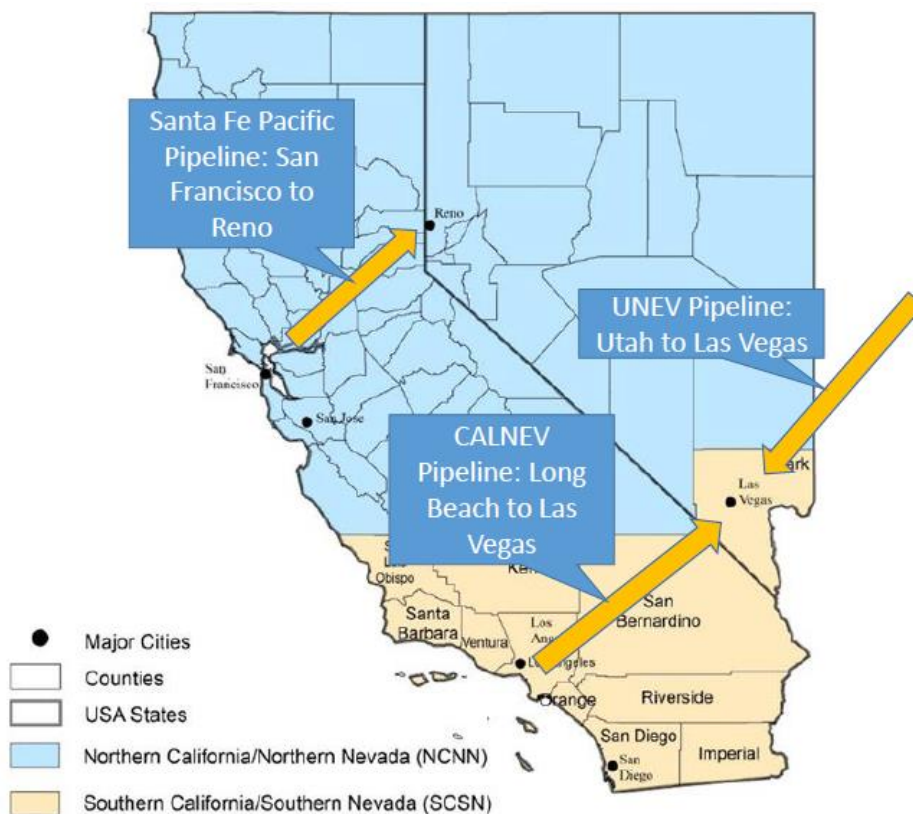 Santa Fe Pacific
Pipeline: San
Francisco to
Reno
Reno
UNEV Pipeline:
Utah to Las Vegas
San
Francisco
San Jose
CALNEV
Pipeline: Long
Beach to Las
Vegas
ark
Las
Vegas
Obispo
San
Bernardino
Santa
Barbara
Ventura
Los
Orange
Riverside
San Diego
San
Diego
Imperial
Major Cities
Counties
USA States
Northern California/Northern Nevada (NCNN)
Southern California/Southern Nevada (SCSN)